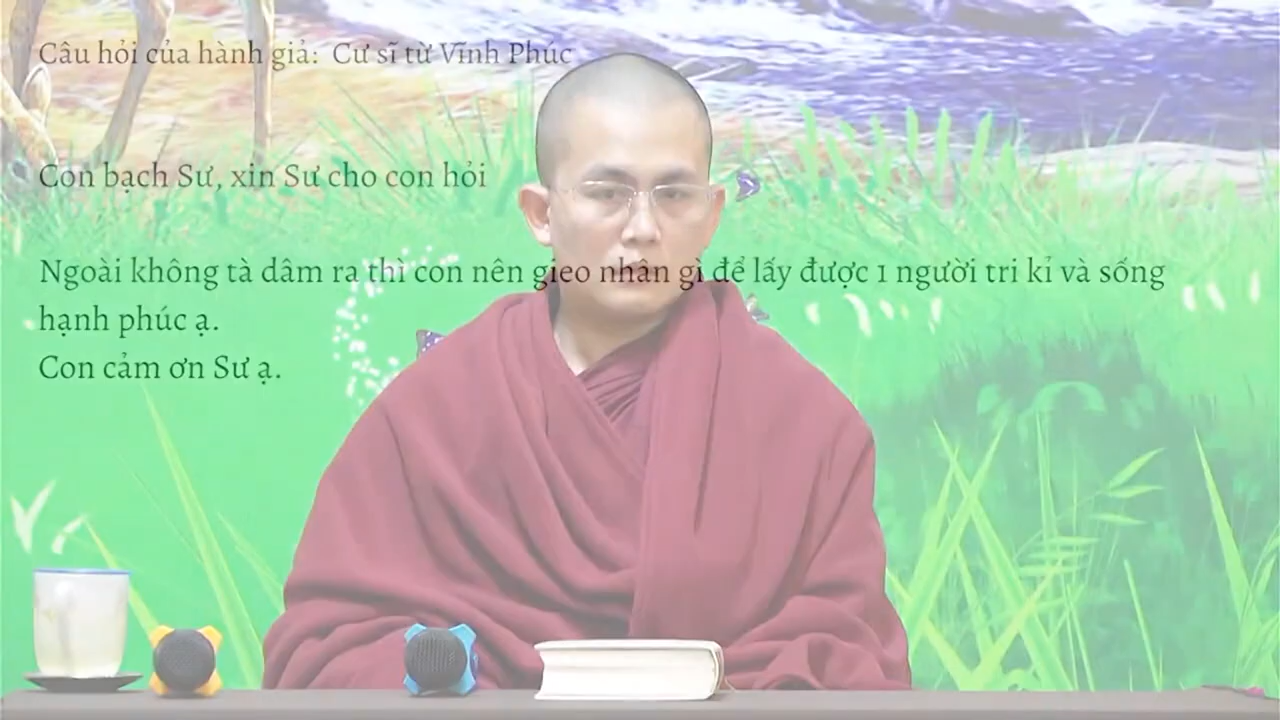 Câu hỏi của hành giả:  Cư sĩ từ Vĩnh Phúc
Con bạch Sư, xin Sư cho con hỏi
Ngoài không tà dâm ra thì con nên gieo nhân gì để lấy được 1 người tri kỉ và sống
hạnh phúc ạ.
Con cảm ơn Sư ạ.